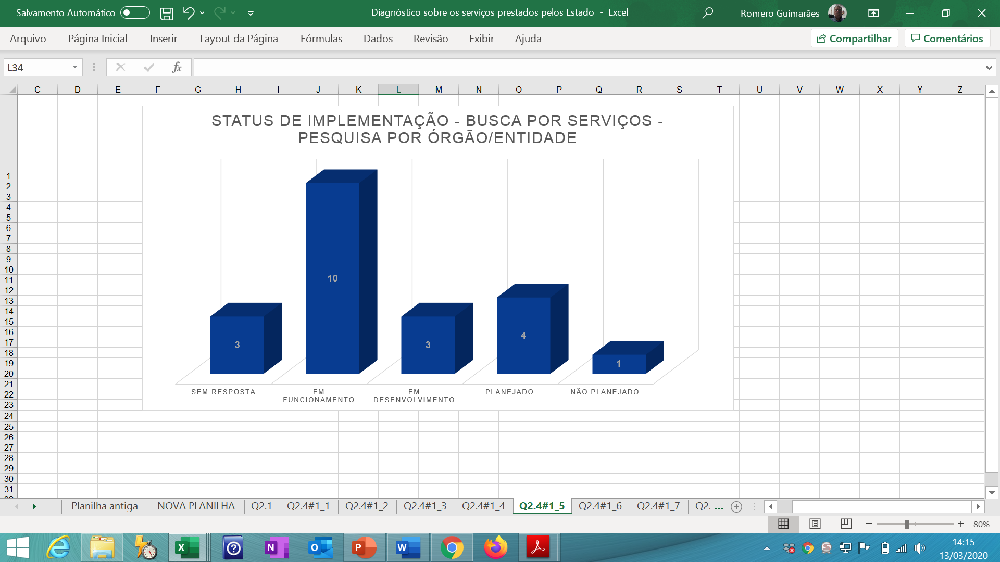 Salvamento Automático
Diagnóstico sobre os serviços prestados pelos Estado - Excel
Romero Guimarães
Arquivo Página Inicial Inserir Layout da Página Fórmulas Dados Revisão Exibir Ajuda
Compartilhar Comentários
L34
fx
C D E F G H I J K L M N O P Q R S T U V W X Y Z
STATUS DE IMPLEMENTAÇÃO - BUSCA POR SERVIÇOS -
PESQUISA POR ÓRGÃO/ENTIDADE
3
10
3
4
1
SEM RESPOSTA
EM
FUNCIONAMENTO
EM
DESENVOLVIMENTO
PLANEJADO
NÃO PLANEJADO
1
2
3
4
5
6
7
8
9
10
11
12
13
14
15
16
17
18
19
20
21
22
23
24
25
26
27
28
29
30
31
Planilha antiga NOVA PLANILHA Q2.1 Q2.4#1_1 Q2.4#1_2 Q2.4#1_3 Q2.4#1_4 Q2.4#1_5 Q2.4#1_6 Q2.4#1_7 Q2. ...
80%
14:15
13/03/2020